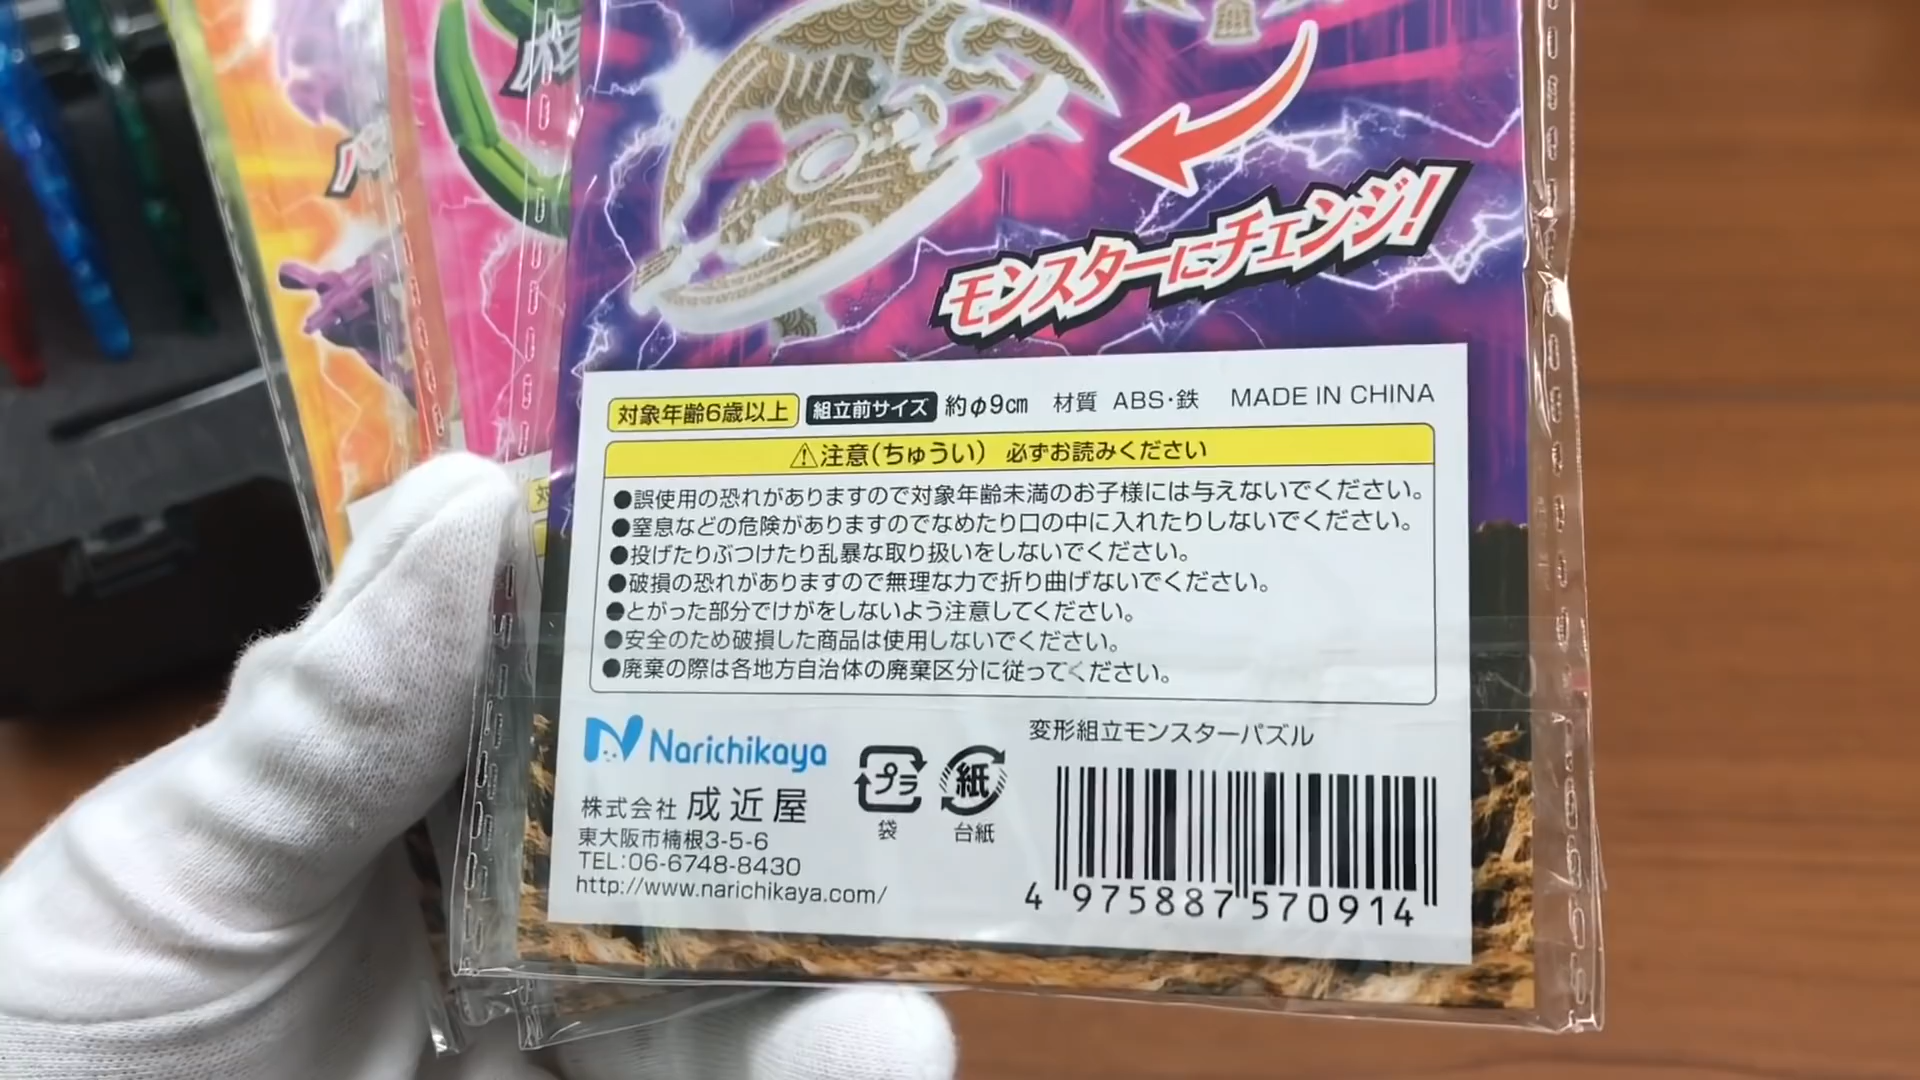 モンスターにチェンジ!
対象年齢6歳以上 組立前サイズ 約φ9cm 材質 ABS・鉄 MADE IN CHINA
⚠注意(ちゅうい) 必ずお読みください
●誤使用の恐れがありますので対象年齢未満のお子様には与えないでください。
●窒息などの危険がありますのでなめたり口の中に入れたりしないでください。
●投げたりぶつけたり乱暴な取り扱いをしないでください。
●破損の恐れがありますので無理な力で折り曲げないでください。
●とがった部分でけがをしないよう注意してください。
●安全のため破損した商品は使用しないでください。
●廃棄の際は各地方自治体の廃棄区分に従ってください。
Narichikaya
株式会社 成近屋
東大阪市楠根3-5-6
TEL:06-6748-8430
http://www.narichikaya.com/
プラ
袋
紙
台紙
変形組立モンスターパズル
4 975887 570914